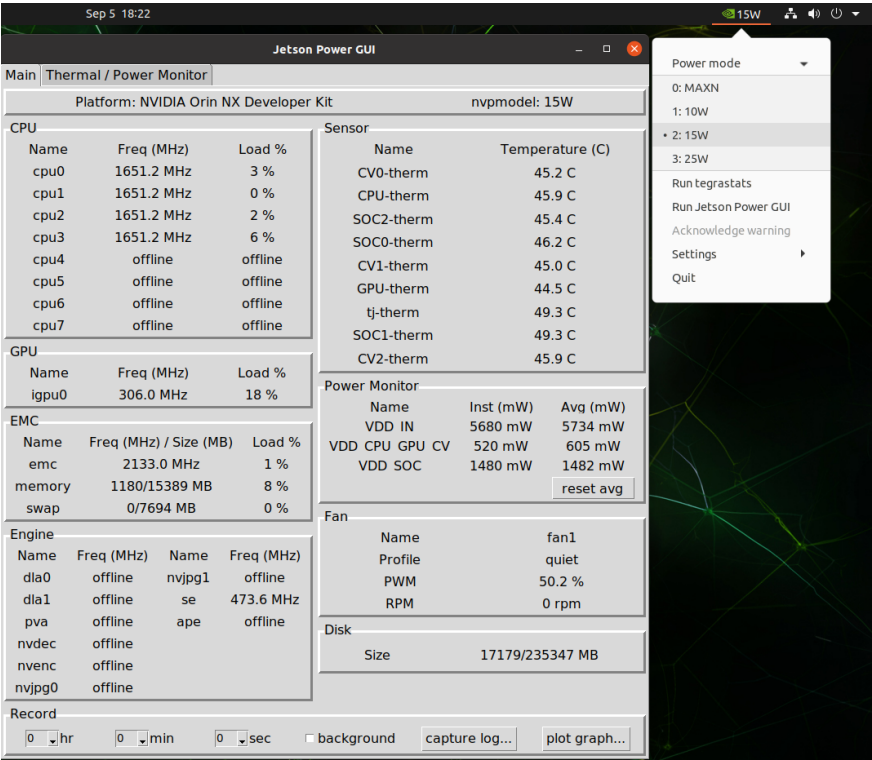 Sep 5 18:22
15W
Jetson Power GUI
Main Thermal / Power Monitor
Platform: NVIDIA Orin NX Developer Kit nvpmodel: 15W
CPU
Name Freq (MHz) Load %
cpu0 1651.2 MHz 3 %
cpu1 1651.2 MHz 0 %
cpu2 1651.2 MHz 2 %
cpu3 1651.2 MHz 6 %
cpu4 offline offline
cpu5 offline offline
cpu6 offline offline
cpu7 offline offline
GPU
Name Freq (MHz) Load %
igpu0 306.0 MHz 18 %
EMC
Name Freq (MHz) / Size (MB) Load %
emc 2133.0 MHz 1 %
memory 1180/15389 MB 8 %
swap 0/7694 MB 0 %
Engine
Name Freq (MHz) Name Freq (MHz)
dla0 offline nvjpg1 offline
dla1 offline se 473.6 MHz
pva offline ape offline
nvdec offline
nvenc offline
nvjpg0 offline
Sensor
Name Temperature (C)
CV0-therm 45.2 C
CPU-therm 45.9 C
SOC2-therm 45.4 C
SOC0-therm 46.2 C
CV1-therm 45.0 C
GPU-therm 44.5 C
tj-therm 49.3 C
SOC1-therm 49.3 C
CV2-therm 45.9 C
Power Monitor
Name Inst (mW) Avg (mW)
VDD_IN 5680 mW 5734 mW
VDD_CPU_GPU_CV 520 mW 605 mW
VDD_SOC 1480 mW 1482 mW
reset avg
Fan
Name fan1
Profile quiet
PWM 50.2 %
RPM 0 rpm
Disk
Size 17179/235347 MB
Record
0 hr 0 min 0 sec background capture log... plot graph...
Power mode
0: MAXN
1: 10W
• 2: 15W
3: 25W
Run tegrastats
Run Jetson Power GUI
Acknowledge warning
Settings
Quit